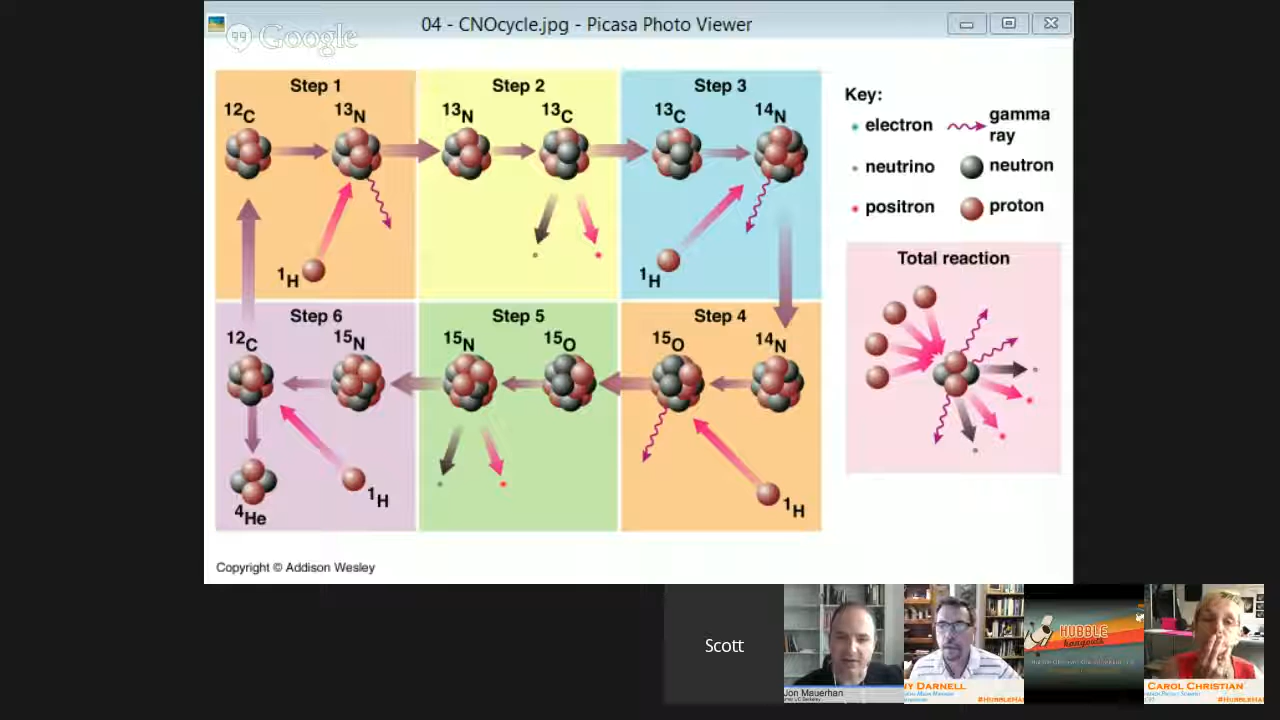 04 - CNOcycle.jpg - Picasa Photo Viewer
Google
Step 1
12C
13N
1H
Step 2
13N
13C
Step 3
13C
14N
1H
Key:
electron
gamma
ray
neutrino
neutron
positron
proton
Total reaction
Step 6
12C
15N
4He
1H
Step 5
15N
15O
Step 4
15O
14N
1H
Copyright © Addison Wesley
Scott
Jon Mauerhan
Y DARNELL
HUBBLE
hangouts
CAROL CHRISTIAN